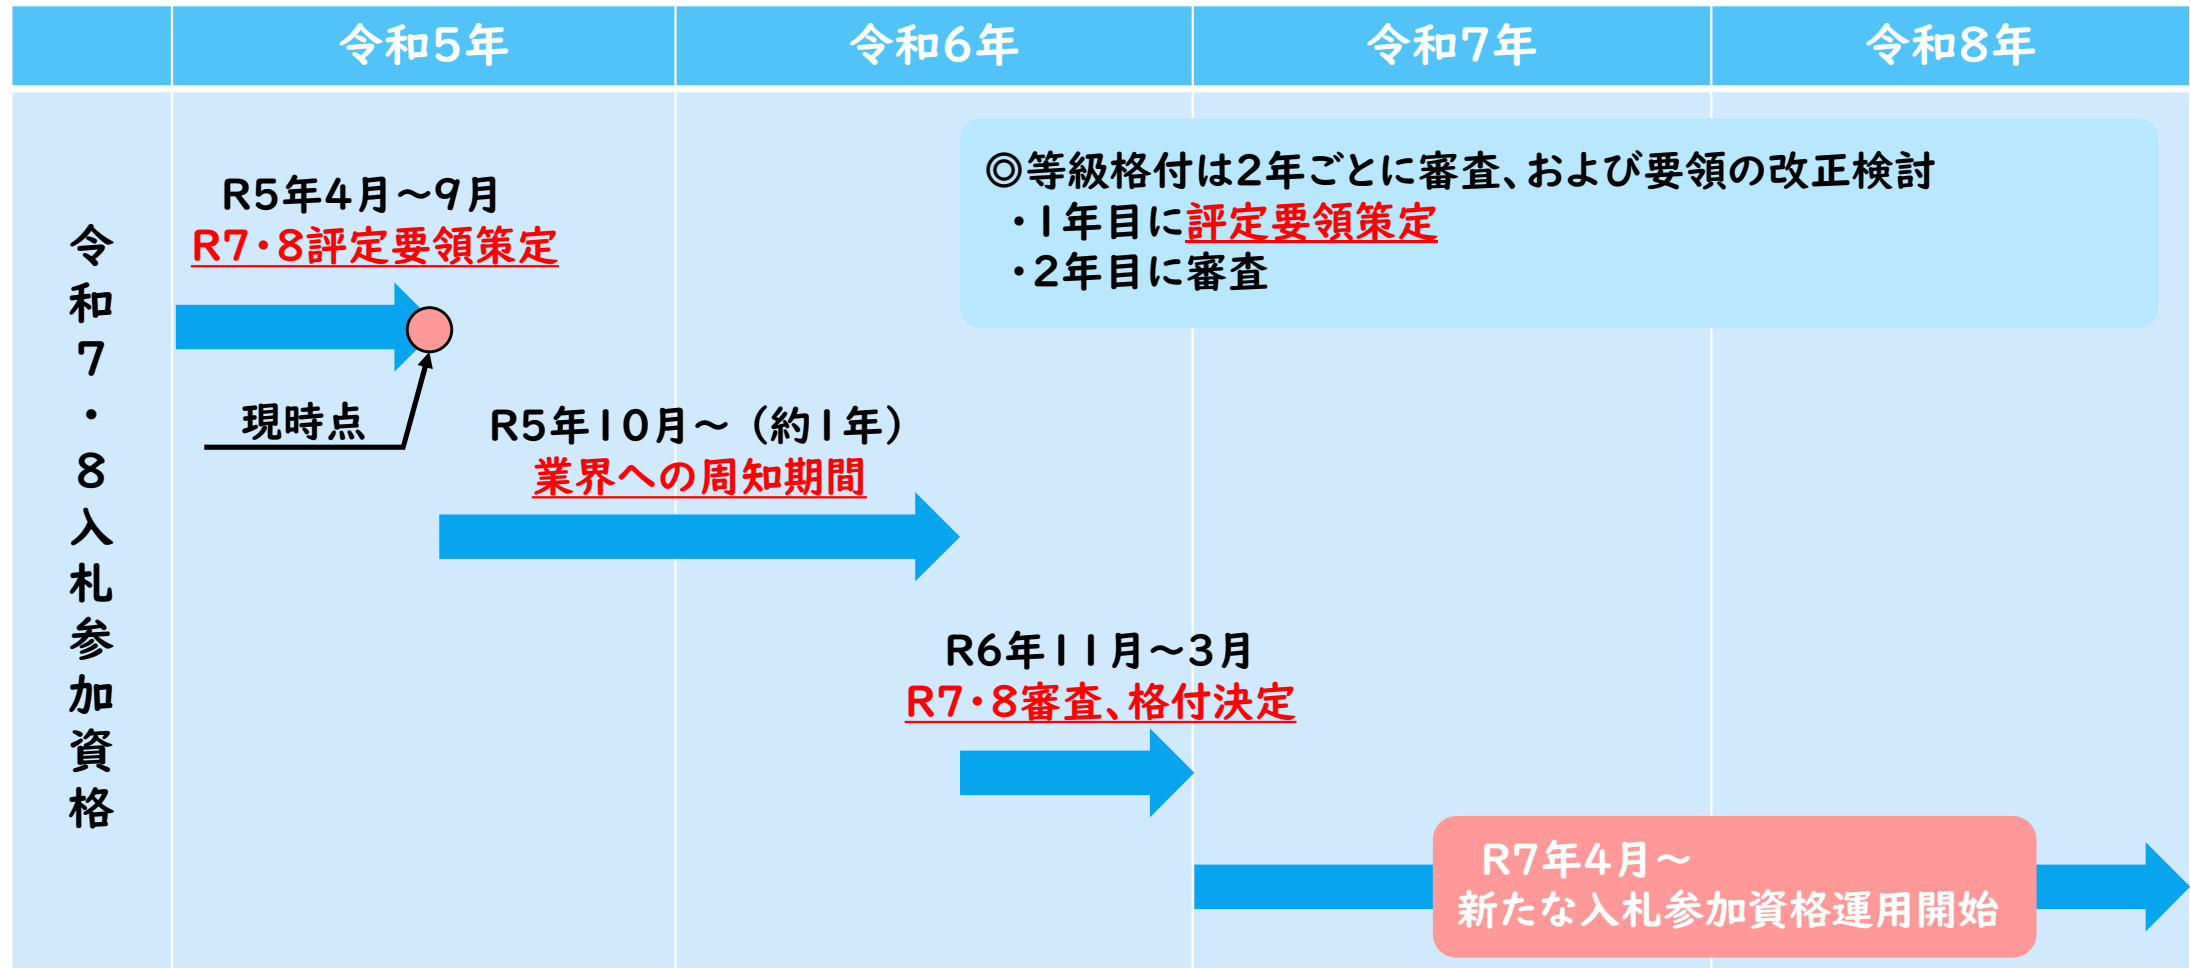 令和5年 令和6年 令和7年 令和8年
令和7・8入札参加資格
◎等級格付は2年ごとに審査、および要領の改正検討
・1年目に評定要領策定
・2年目に審査
R5年4月～9月
R7・8評定要領策定
現時点
R5年10月～（約1年）
業界への周知期間
R6年11月～3月
R7・8審査、格付決定
R7年4月～
新たな入札参加資格運用開始